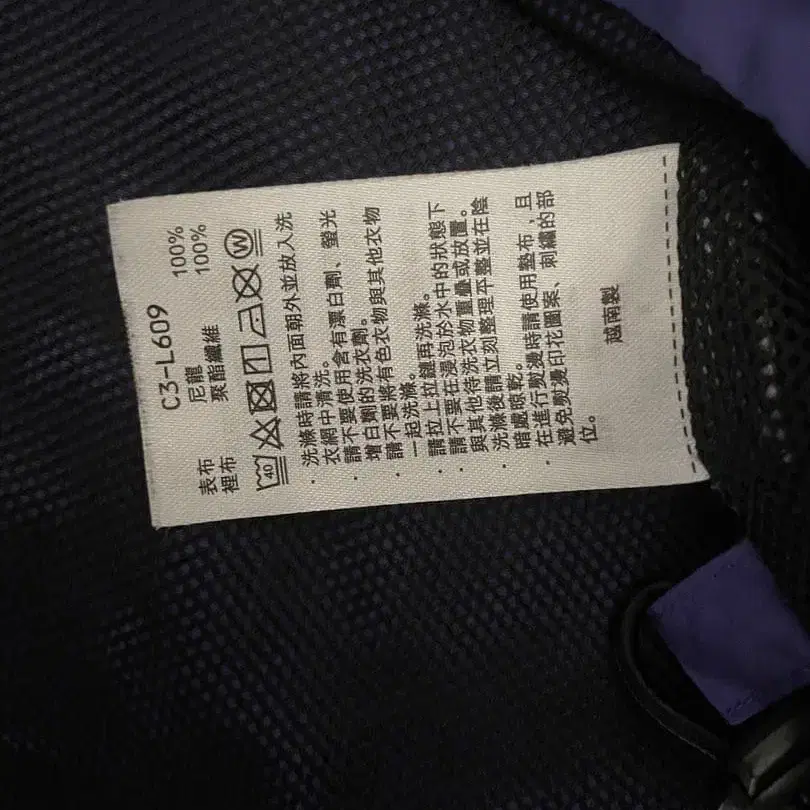 C3-L609
表布 尼龍 100%
裡布 聚酯纖維 100%
40 W
· 洗滌時請將內面朝外並放入洗
衣網中清洗。
· 請不要使用含有漂白劑、螢光
增白劑的洗衣劑。
· 請不要將有色衣物與其他衣物
一起洗滌。
· 請拉上拉鏈再洗滌。
· 請不要在浸泡於水中的狀態下
與其他待洗衣物重疊或放置。
· 洗滌後請立刻整理平整並在陰
暗處晾乾。
· 在進行熨燙時請使用墊布，且
避免熨燙印花圖案、刺繡的部
位。
越南製